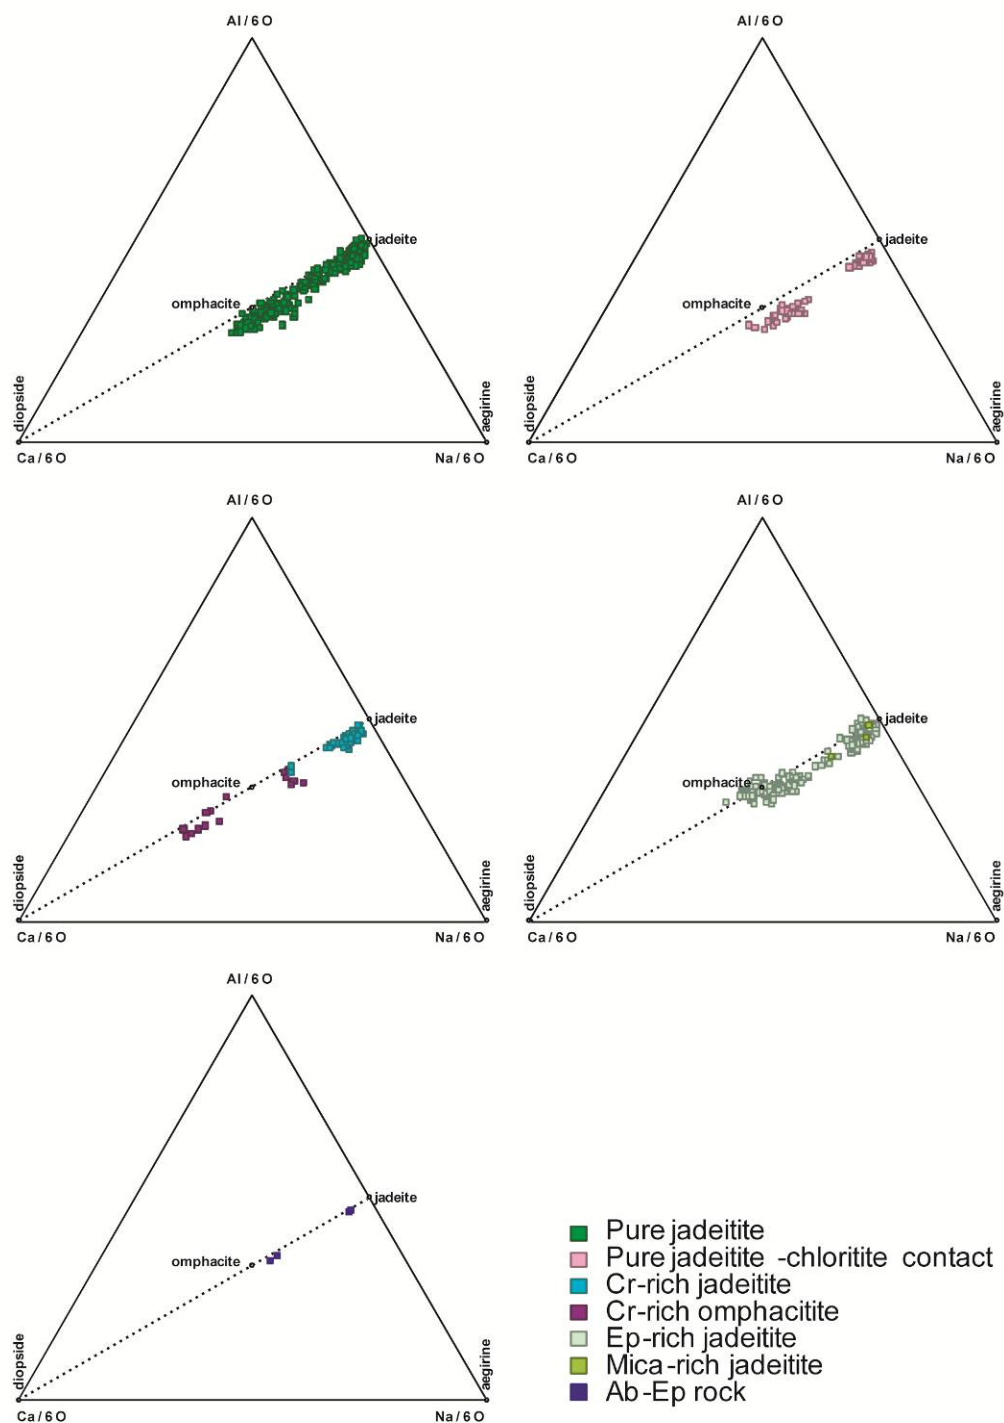 Al / 6 O
Al / 6 O
jadeite
jadeite
omphacite
omphacite
diopside
aegirine
diopside
aegirine
Ca / 6 O
Na / 6 O
Ca / 6 O
Na / 6 O
Al / 6 O
Al / 6 O
jadeite
jadeite
omphacite
omphacite
diopside
aegirine
diopside
aegirine
Ca / 6 O
Na / 6 O
Ca / 6 O
Na / 6 O
Al / 6 O
jadeite
omphacite
diopside
aegirine
Ca / 6 O
Na / 6 O
Pure jadeitite
Pure jadeitite -chloritite contact
Cr-rich jadeitite
Cr-rich omphacitite
Ep-rich jadeitite
Mica-rich jadeitite
Ab-Ep rock